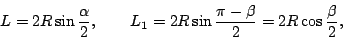 L = 2R sin α/2, L₁ = 2R sin (π − β)/2 = 2R cos β/2,